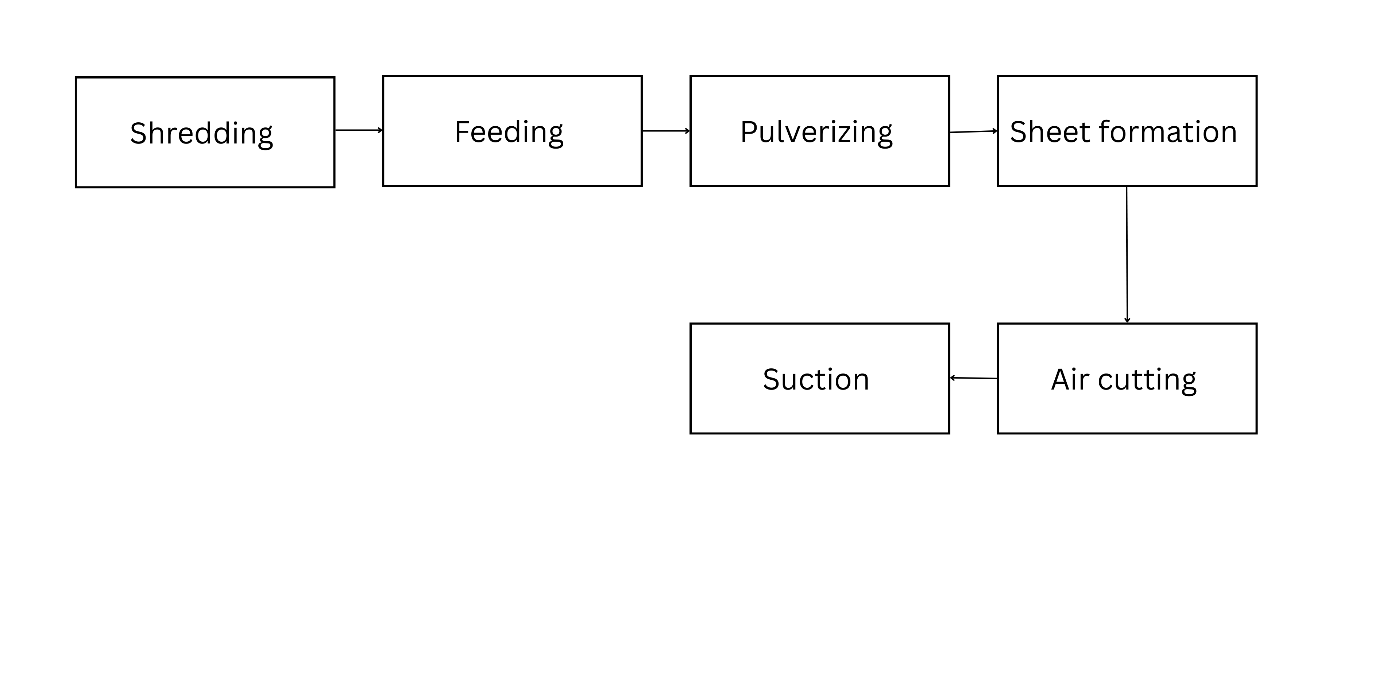 Shredding
Feeding
Pulverizing
Sheet formation
Suction
Air cutting